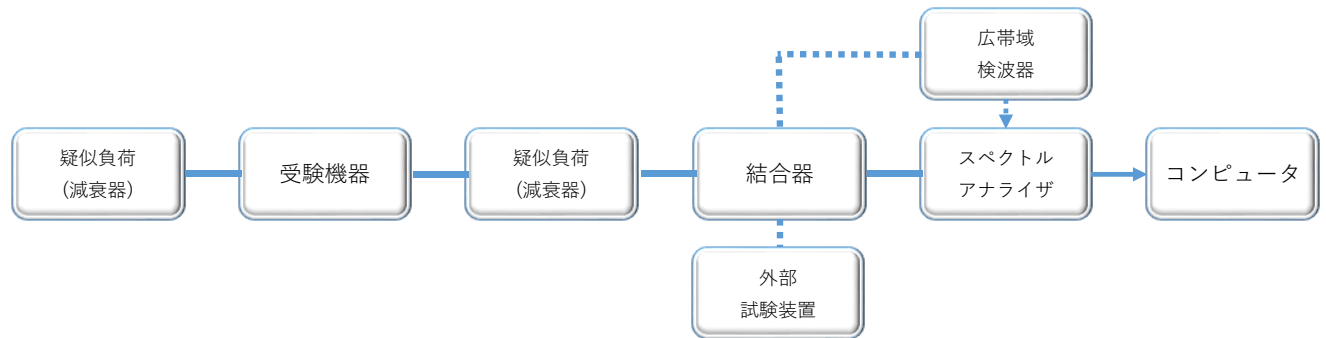 広帯域
検波器
疑似負荷
(減衰器)
受験機器
疑似負荷
(減衰器)
結合器
スペクトル
アナライザ
コンピュータ
外部
試験装置